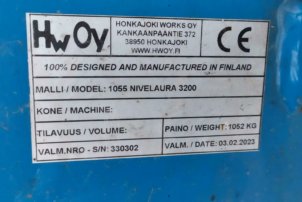 HwOy
HONKAJOKI WORKS OY
KANKAANPÄÄNTIE 372
38950 HONKAJOKI
WWW.HWOY.FI
CE
100% DESIGNED AND MANUFACTURED IN FINLAND
MALLI / MODEL: 1055 NIVELAURA 3200
KONE / MACHINE:
TILAVUUS / VOLUME: PAINO / WEIGHT: 1052 KG
VALM.NRO - S/N: 330302 VALM. / DATE: 03.02.2023